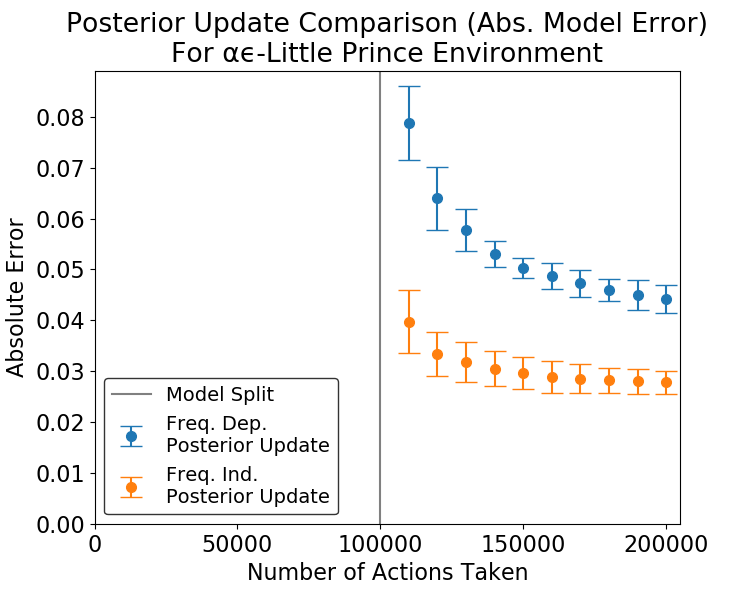 Posterior Update Comparison (Abs. Model Error)
For αϵ-Little Prince Environment
Absolute Error
0.08
0.07
0.06
0.05
0.04
0.03
0.02
0.01
0.00
Model Split
Freq. Dep.
Posterior Update
Freq. Ind.
Posterior Update
0 50000 100000 150000 200000
Number of Actions Taken